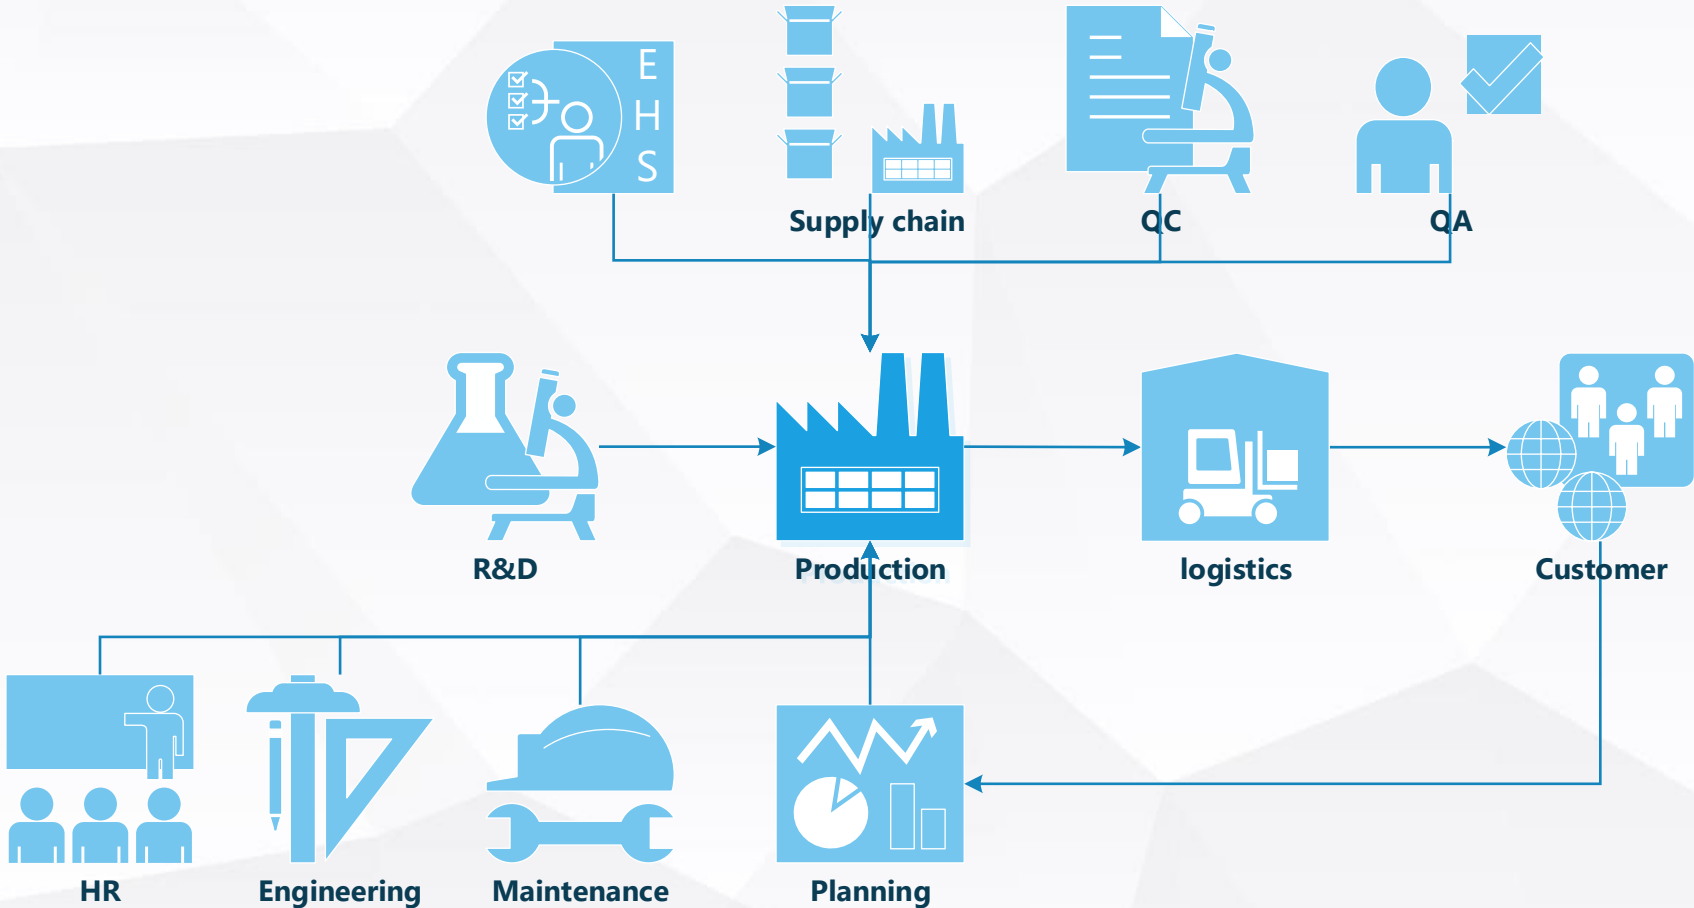 E
H
S
Supply chain
QC
QA
R&D
Production
logistics
Customer
HR
Engineering
Maintenance
Planning